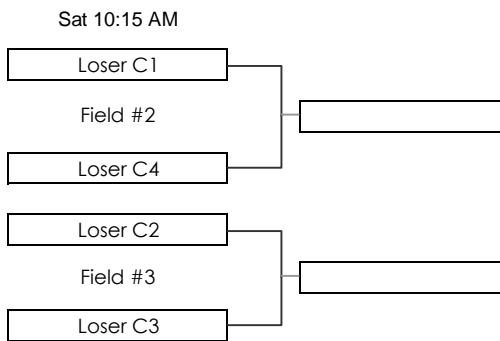 Sat 10:15 AM
Loser C1
Field #2
Loser C4
Loser C2
Field #3
Loser C3